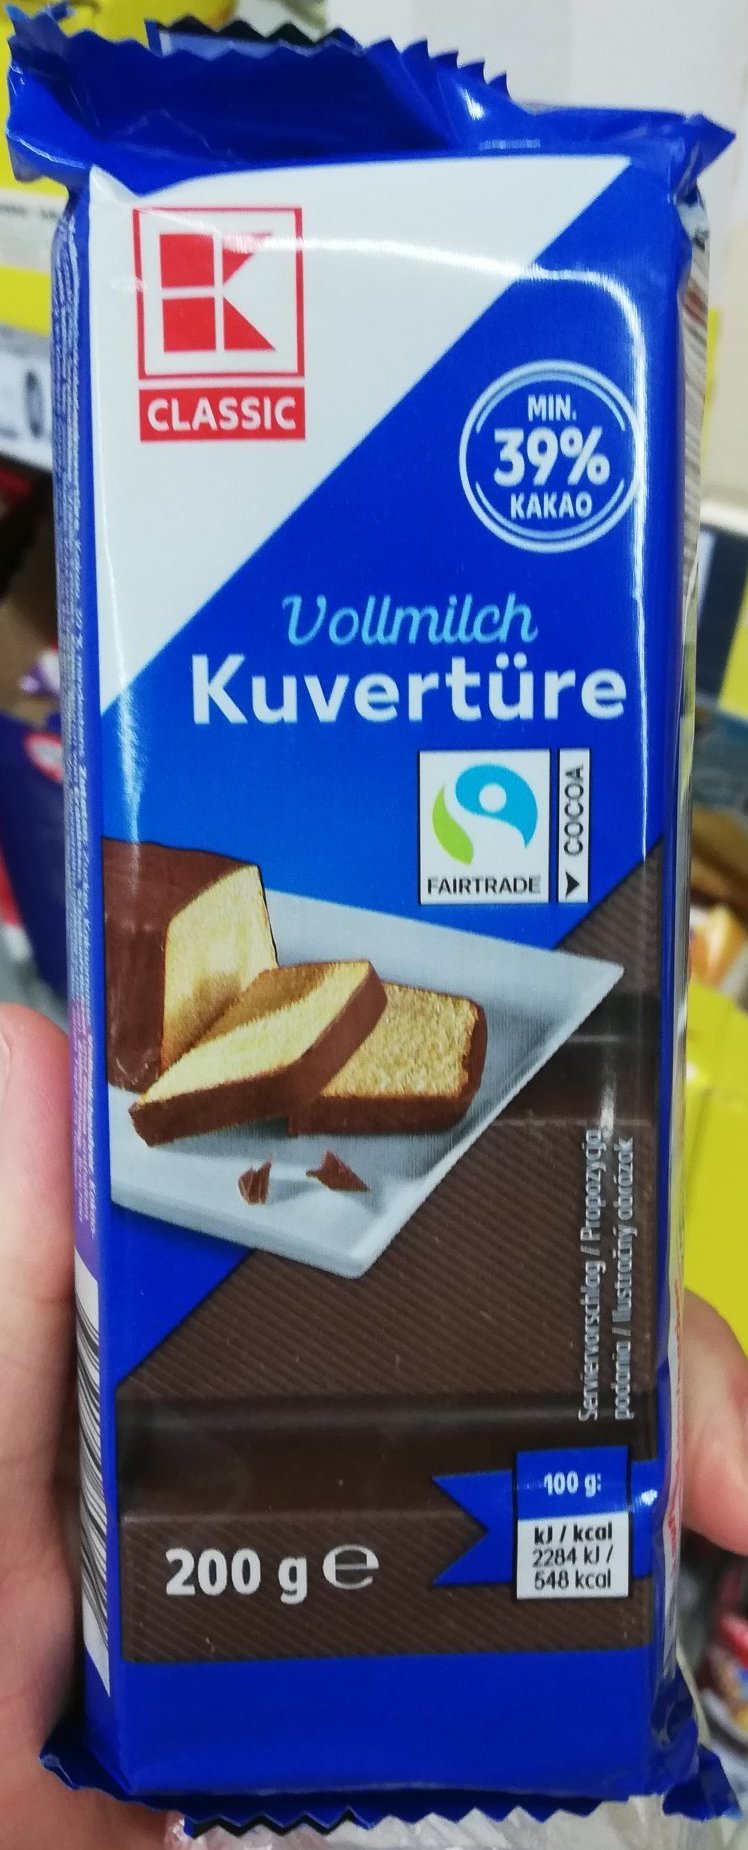 K
CLASSIC
MIN.
39%
KAKAO
Vollmilch
Kuvertüre
FAIRTRADE
COCOA
Serviervorschlag / Propozycja
podania / Ilustračný obrázok
200 g e
100 g:
kJ / kcal
2284 kJ /
548 kcal